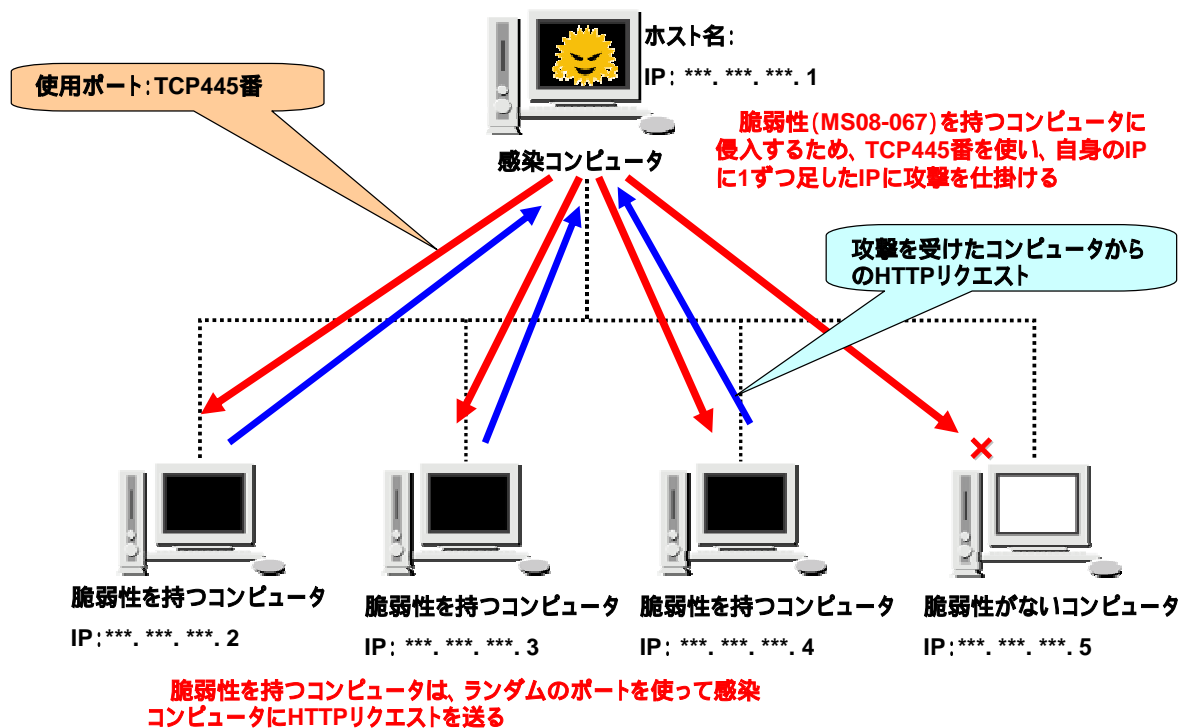 ホスト名:
IP: ***. ***. ***. 1
使用ポート:TCP445番
脆弱性(MS08-067)を持つコンピュータに
侵入するため、TCP445番を使い、自身のIP
に1ずつ足したIPに攻撃を仕掛ける
感染コンピュータ
攻撃を受けたコンピュータから
のHTTPリクエスト
脆弱性を持つコンピュータ
IP:***. ***. ***. 2
脆弱性を持つコンピュータ
IP: ***. ***. ***. 3
脆弱性を持つコンピュータ
IP: ***. ***. ***. 4
脆弱性がないコンピュータ
IP:***. ***. ***. 5
脆弱性を持つコンピュータは、ランダムのポートを使って感染
コンピュータにHTTPリクエストを送る